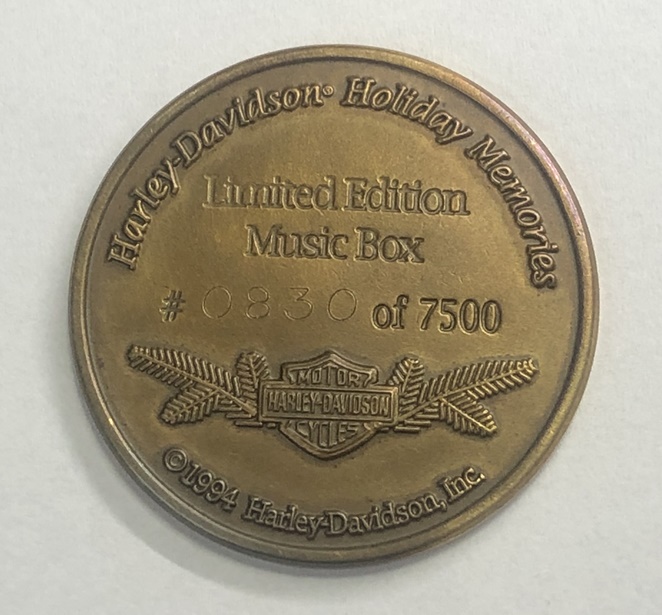 Harley-Davidson® Holiday Memories
Limited Edition
Music Box
# 0830 of 7500
MOTOR
HARLEY-DAVIDSON
CYCLES
©1994 Harley-Davidson, Inc.